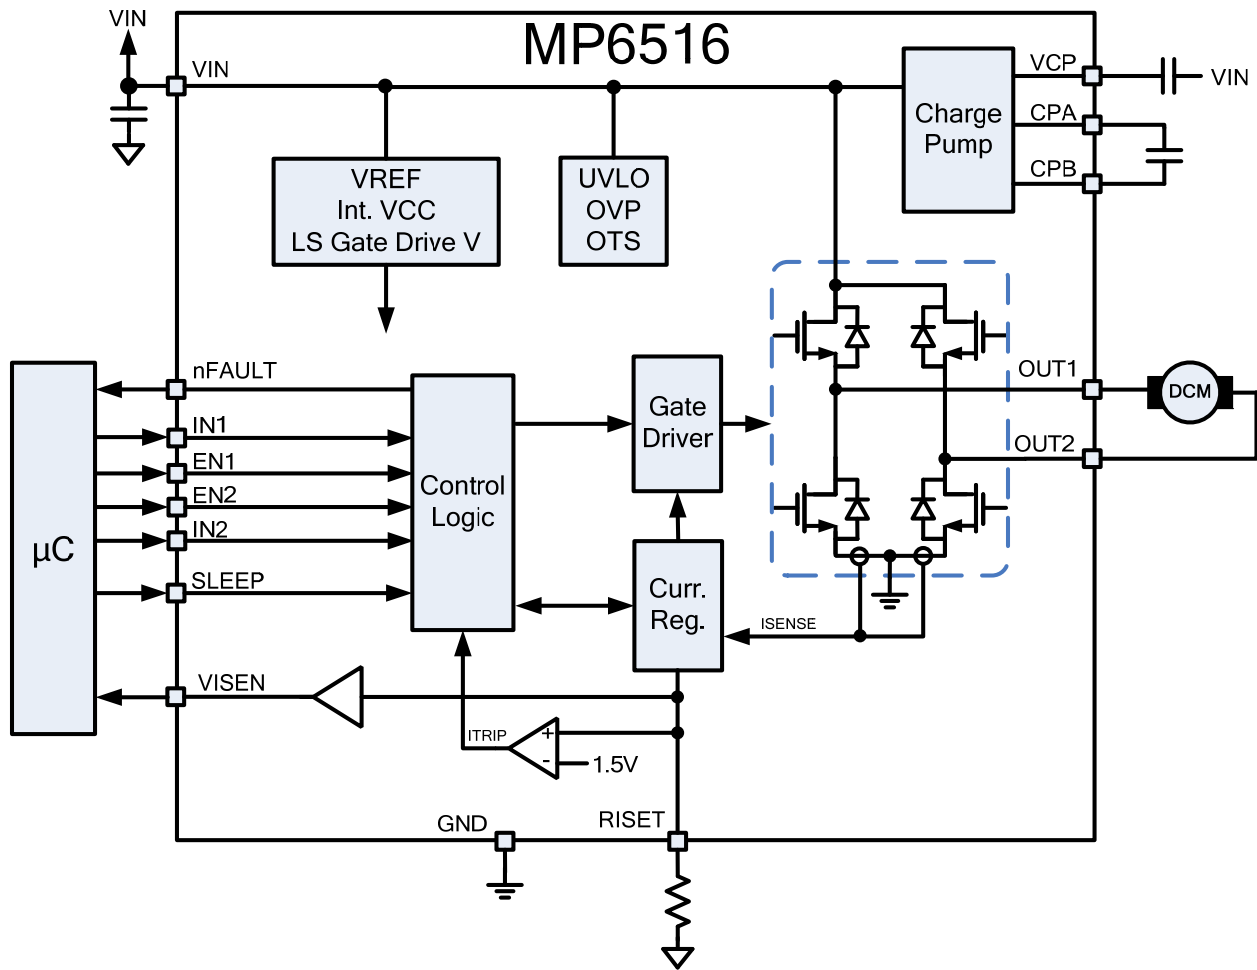 VIN
MP6516
VIN
VCP
VIN
CPA
CPB
Charge
Pump
VREF
Int. VCC
LS Gate Drive V
UVLO
OVP
OTS
nFAULT
IN1
EN1
EN2
IN2
SLEEP
µC
Control
Logic
Gate
Driver
OUT1
OUT2
DCM
Curr.
Reg.
ISENSE
VISEN
ITRIP
+
-
1.5V
GND
RISET